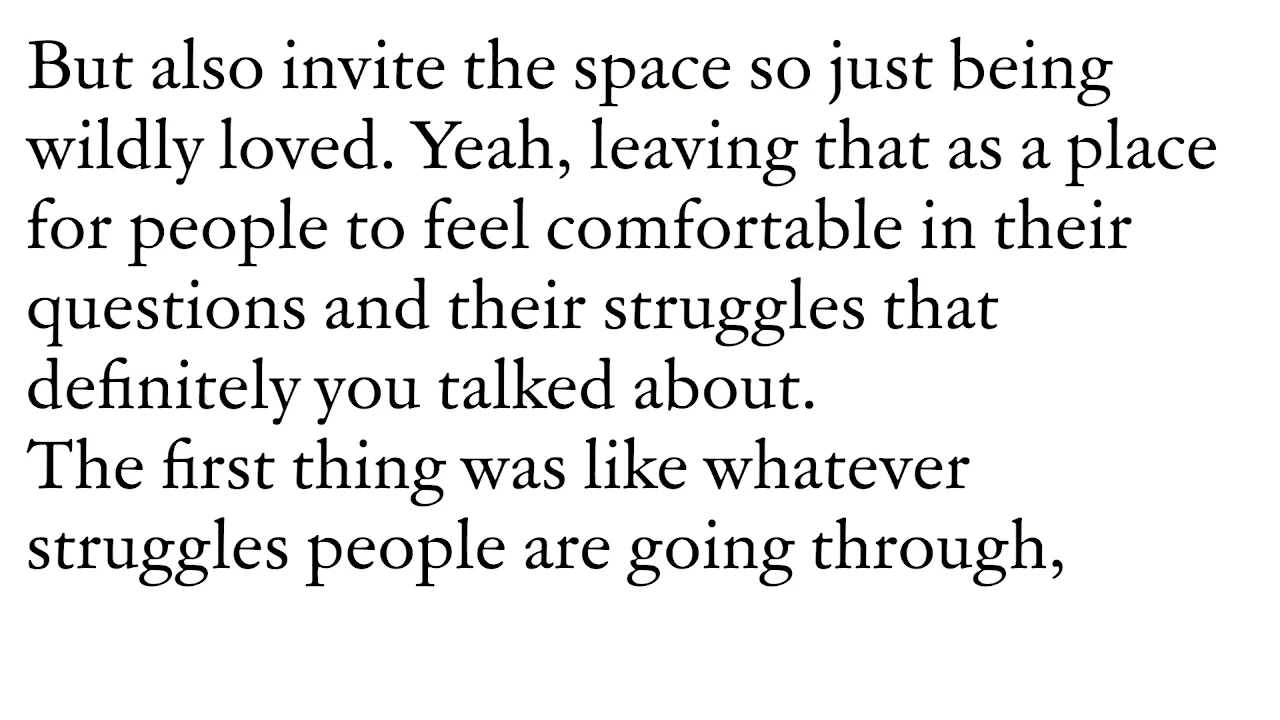 But also invite the space so just being
wildly loved. Yeah, leaving that as a place
for people to feel comfortable in their
questions and their struggles that
definitely you talked about.
The first thing was like whatever
struggles people are going through,